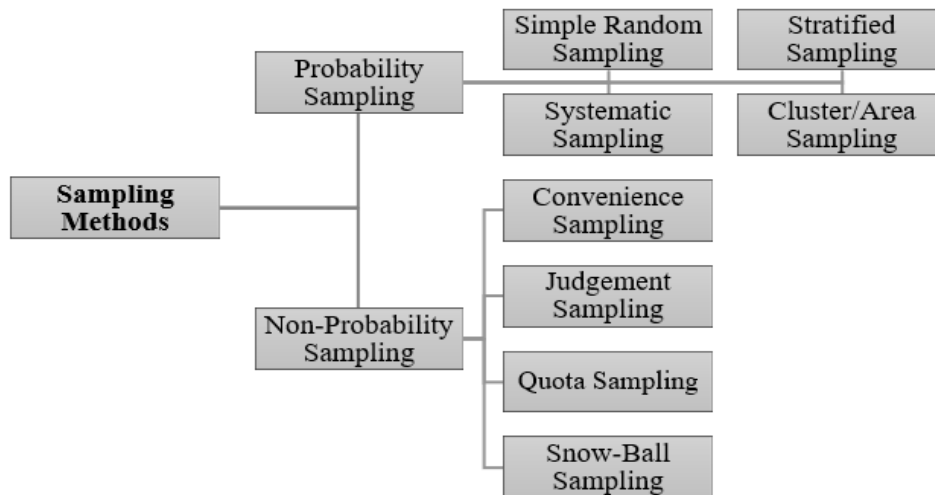 Simple Random
Sampling
Stratified
Sampling
Probability
Sampling
Systematic
Sampling
Cluster/Area
Sampling
Sampling
Methods
Convenience
Sampling
Judgement
Sampling
Non-Probability
Sampling
Quota Sampling
Snow-Ball
Sampling